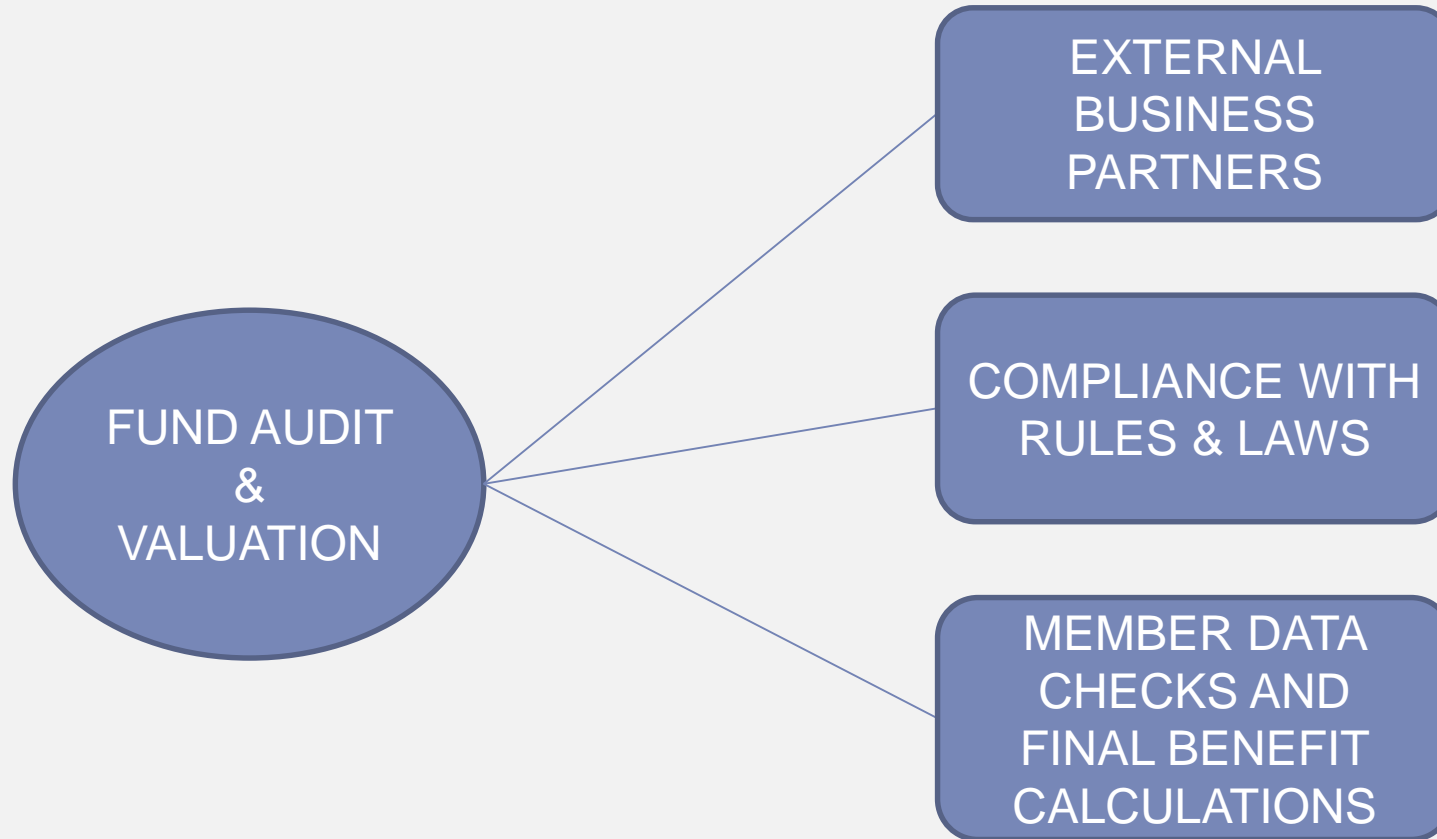 EXTERNAL
BUSINESS
PARTNERS
FUND AUDIT
&
VALUATION
COMPLIANCE WITH
RULES & LAWS
MEMBER DATA
CHECKS AND
FINAL BENEFIT
CALCULATIONS